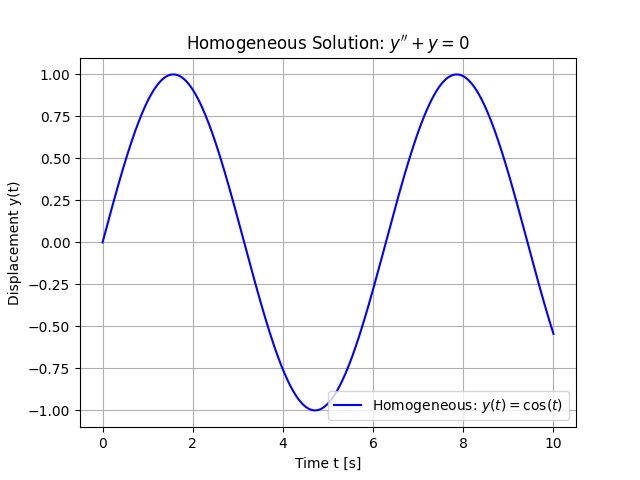 Homogeneous Solution: $y'' + y = 0$
1.00
0.75
0.50
0.25
0.00
−0.25
−0.50
−0.75
−1.00
Displacement y(t)
Homogeneous: $y(t) = \cos(t)$
0 2 4 6 8 10
Time t [s]